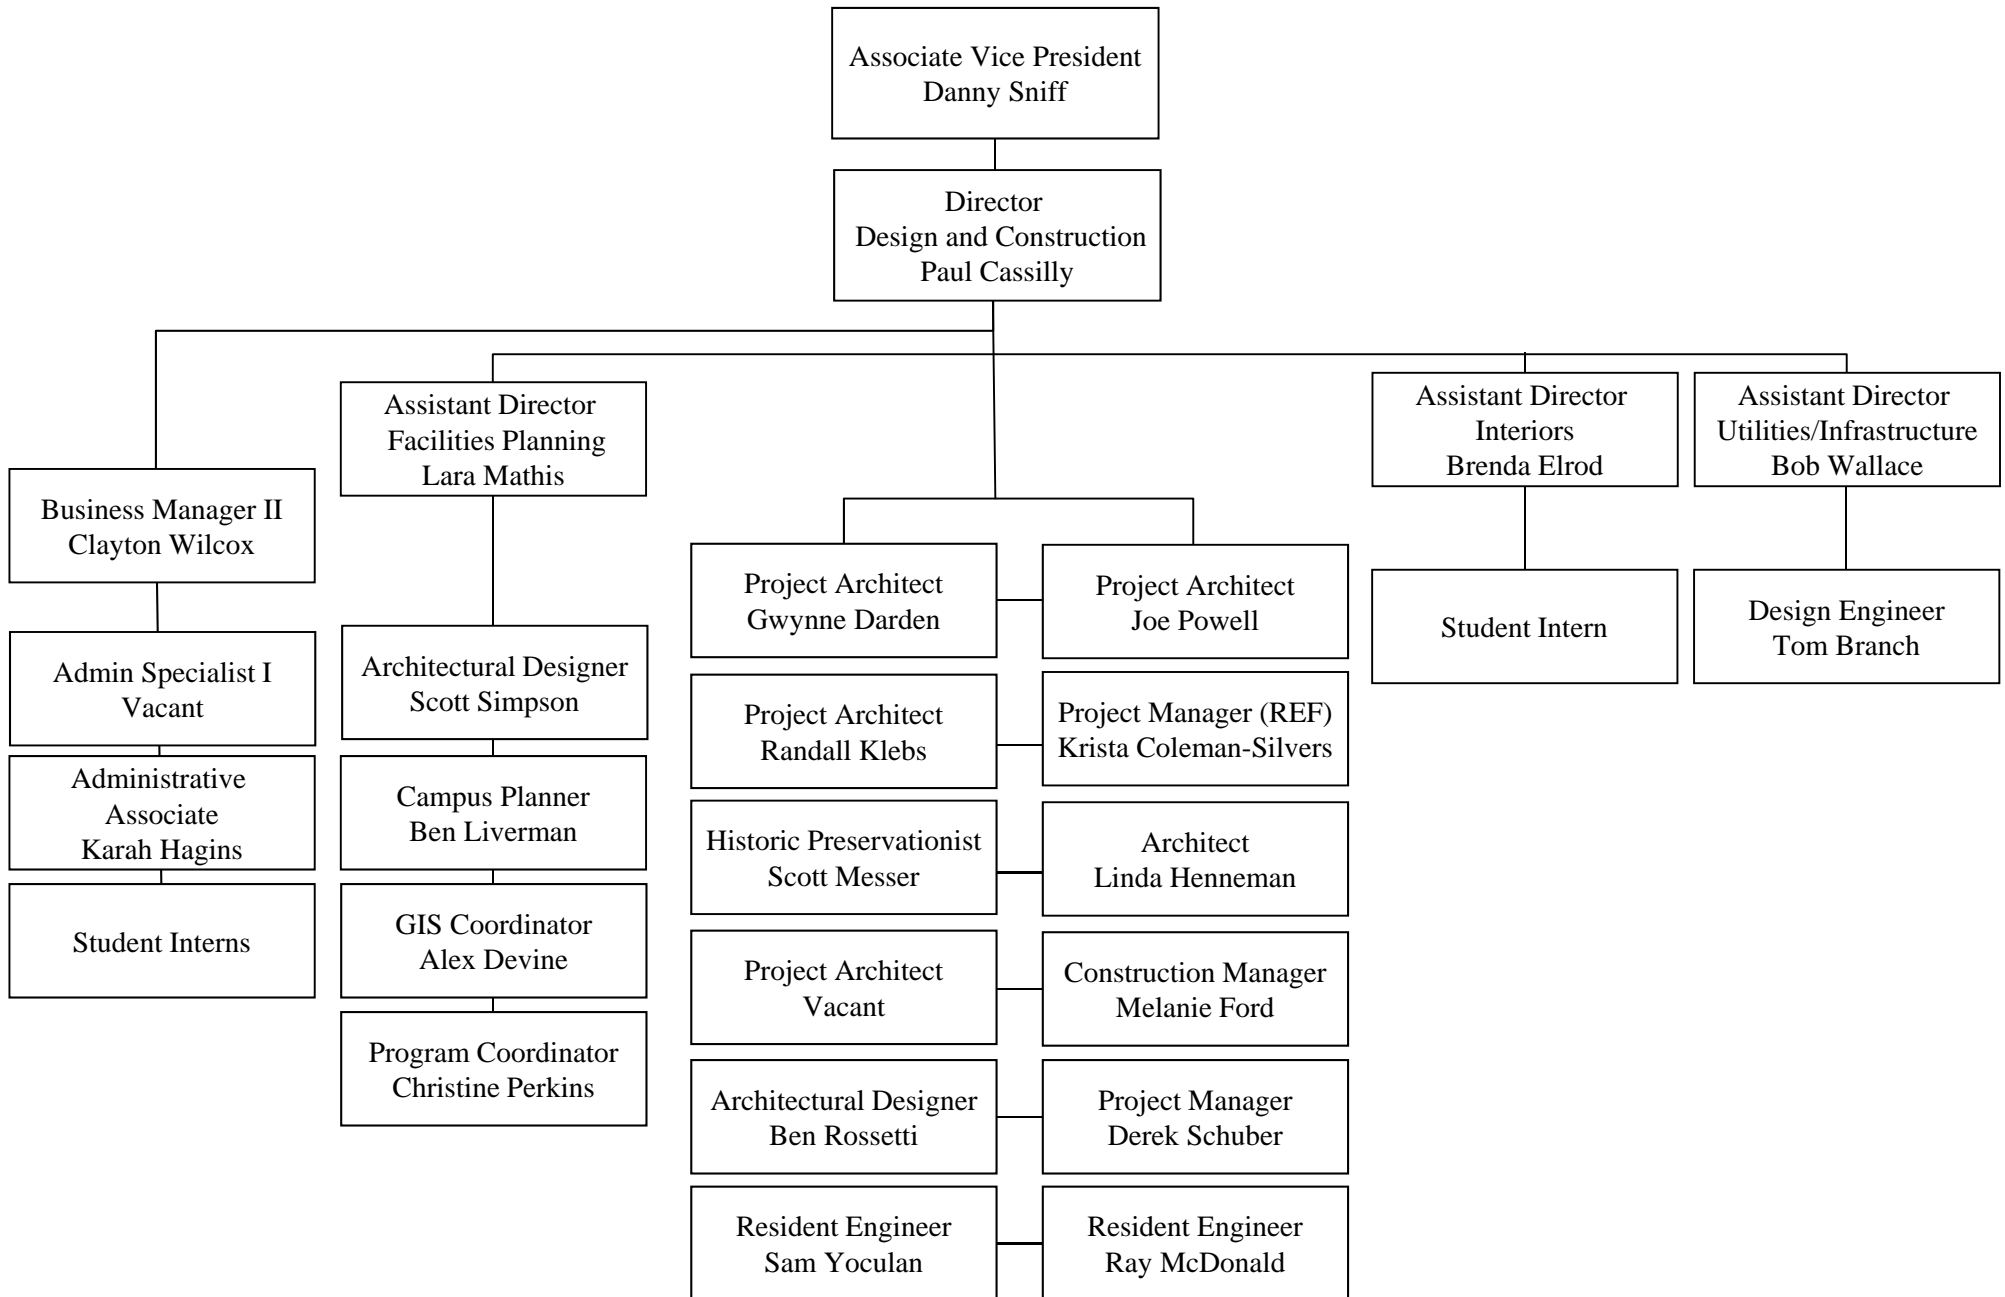 Associate Vice President
Danny Sniff
Director
Design and Construction
Paul Cassilly
Business Manager II
Clayton Wilcox
Admin Specialist I
Vacant
Administrative
Associate
Karah Hagins
Student Interns
Assistant Director
Facilities Planning
Lara Mathis
Architectural Designer
Scott Simpson
Campus Planner
Ben Liverman
GIS Coordinator
Alex Devine
Program Coordinator
Christine Perkins
Project Architect
Gwynne Darden
Project Architect
Joe Powell
Project Architect
Randall Klebs
Project Manager (REF)
Krista Coleman-Silvers
Historic Preservationist
Scott Messer
Architect
Linda Henneman
Project Architect
Vacant
Construction Manager
Melanie Ford
Architectural Designer
Ben Rossetti
Project Manager
Derek Schuber
Resident Engineer
Sam Yoculan
Resident Engineer
Ray McDonald
Assistant Director
Interiors
Brenda Elrod
Student Intern
Assistant Director
Utilities/Infrastructure
Bob Wallace
Design Engineer
Tom Branch